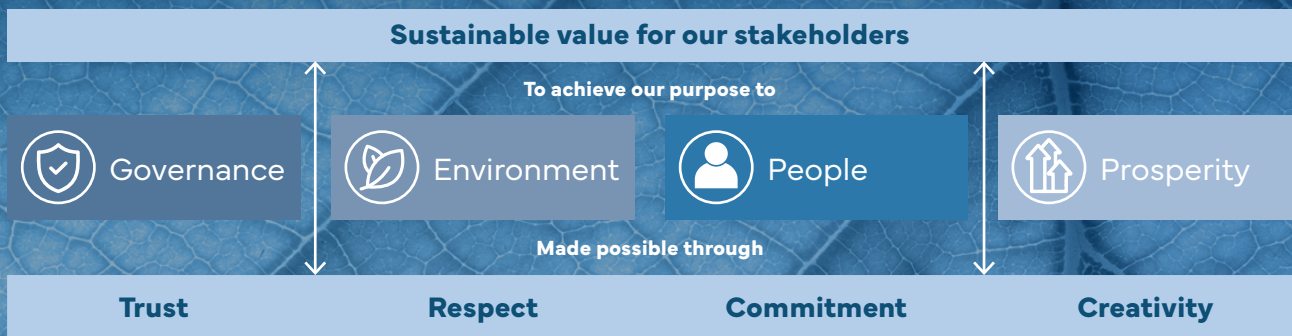 Sustainable value for our stakeholders
To achieve our purpose to
Governance
Environment
People
Prosperity
Made possible through
Trust
Respect
Commitment
Creativity